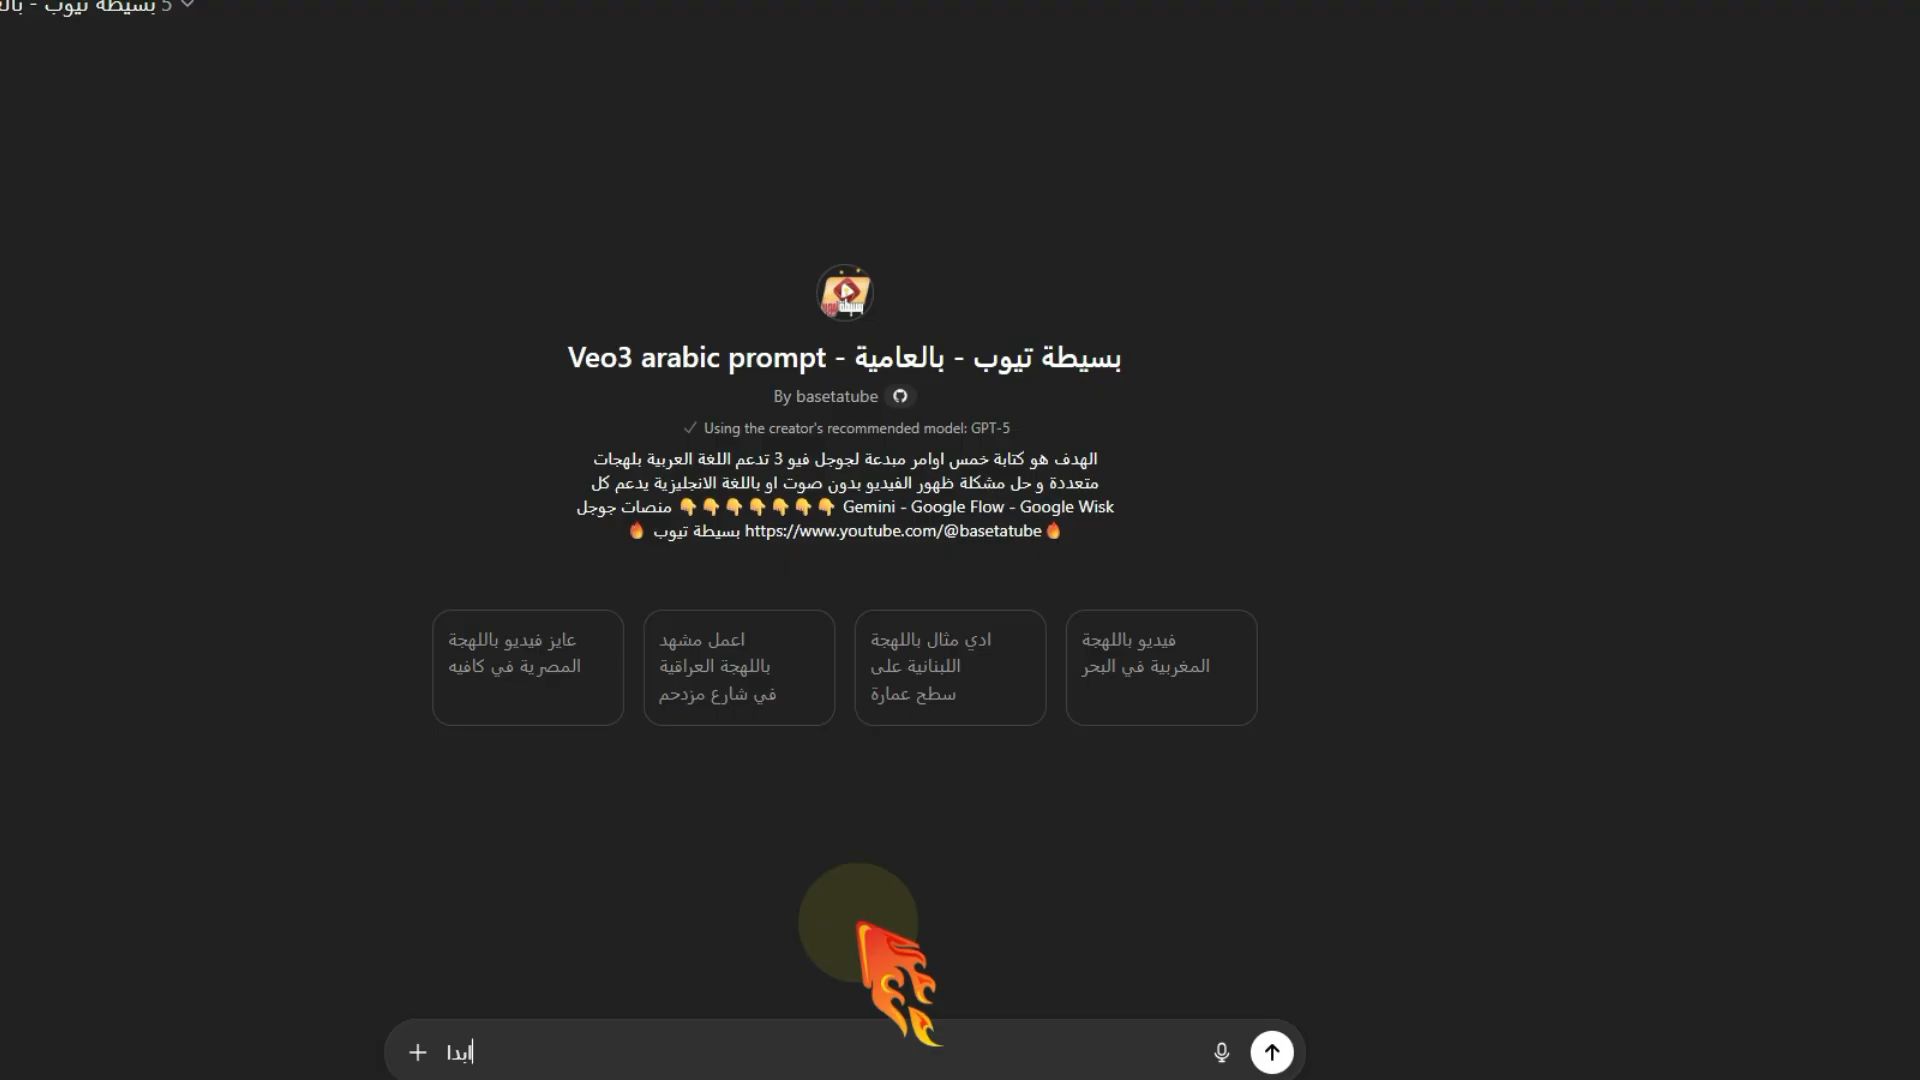 بسيطة تيوب - بال 5
بسيطة تيوب
Veo3 arabic prompt - بسيطة تيوب - بالعامية
By basetatube
Using the creator's recommended model: GPT-5
الهدف هو كتابة خمس اوامر مبدعة لجوجل فيو 3 تدعم اللغة العربية بلهجات
متعددة و حل مشكلة ظهور الفيديو بدون صوت او باللغة الانجليزية يدعم كل
منصات جوجل 👇👇👇👇👇👇👇 Gemini - Google Flow - Google Wisk
🔥 بسيطة تيوب https://www.youtube.com/@basetatube 🔥
عايز فيديو باللهجة
المصرية في كافيه
اعمل مشهد
باللهجة العراقية
في شارع مزدحم
ادي مثال باللهجة
اللبنانية على
سطح عمارة
فيديو باللهجة
المغربية في البحر
ابدا